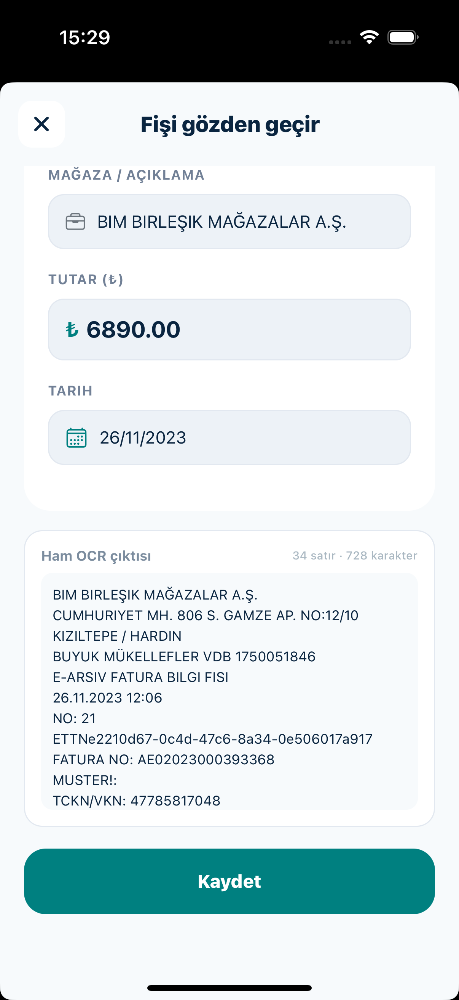 15:29
Fişi gözden geçir
MAĞAZA / AÇIKLAMA
BIM BIRLEŞIK MAĞAZALAR A.Ş.
TUTAR (₺)
₺ 6890.00
TARIH
26/11/2023
Ham OCR çıktısı
34 satır · 728 karakter
BIM BIRLEŞIK MAĞAZALAR A.Ş.
CUMHURIYET MH. 806 S. GAMZE AP. NO:12/10
KIZILTEPE / HARDIN
BUYUK MÜKELLEFLER VDB 1750051846
E-ARSIV FATURA BILGI FISI
26.11.2023 12:06
NO: 21
ETTNe2210d67-0c4d-47c6-8a34-0e506017a917
FATURA NO: AE02023000393368
MUSTER!:
TCKN/VKN: 47785817048
Kaydet